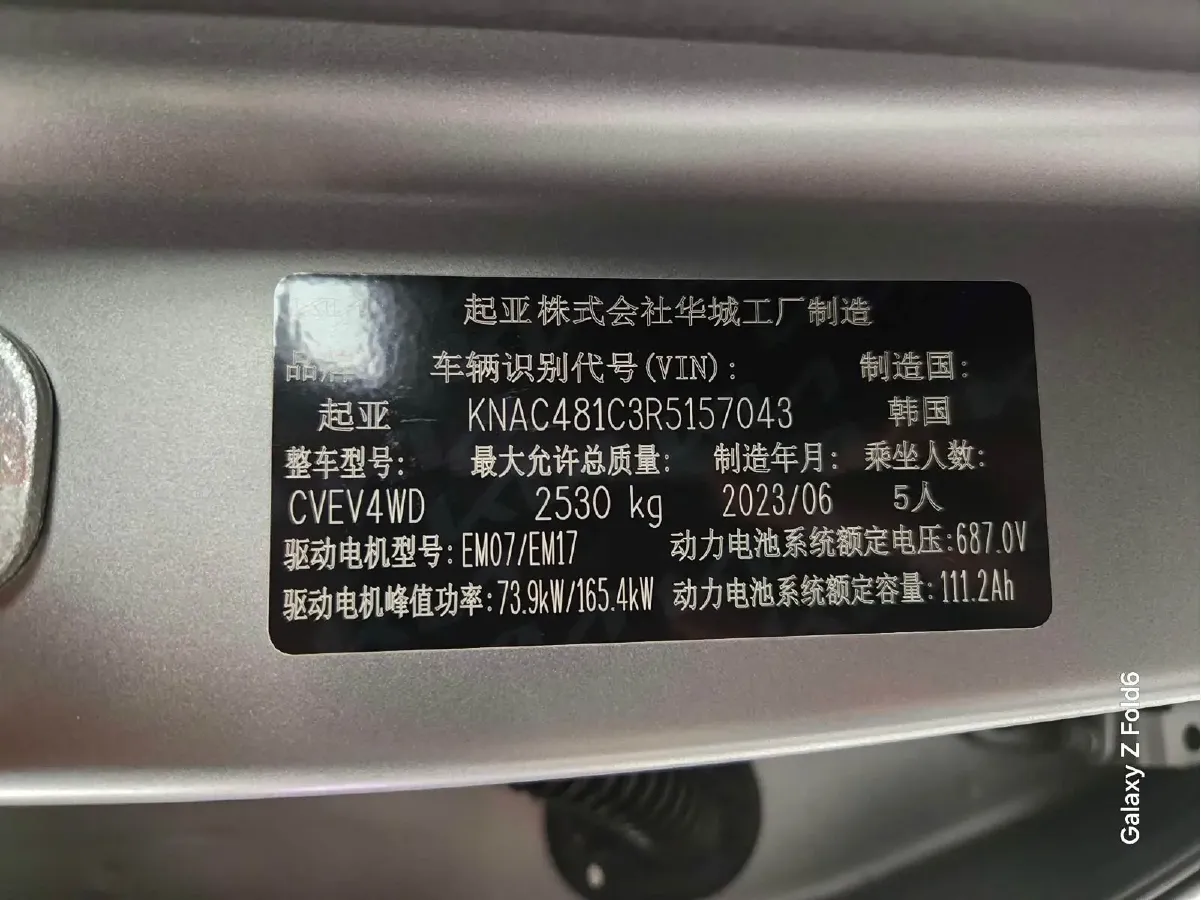 起亚株式会社华城工厂制造
品牌 车辆识别代号(VIN): 制造国:
起亚 KNAC481C3R5157043 韩国
整车型号: 最大允许总质量: 制造年月: 乘坐人数:
CVEV4WD 2530 kg 2023/06 5人
驱动电机型号:EM07/EM17 动力电池系统额定电压:687.0V
驱动电机峰值功率:73.9kW/165.4kW 动力电池系统额定容量:111.2Ah
Galaxy Z Fold6